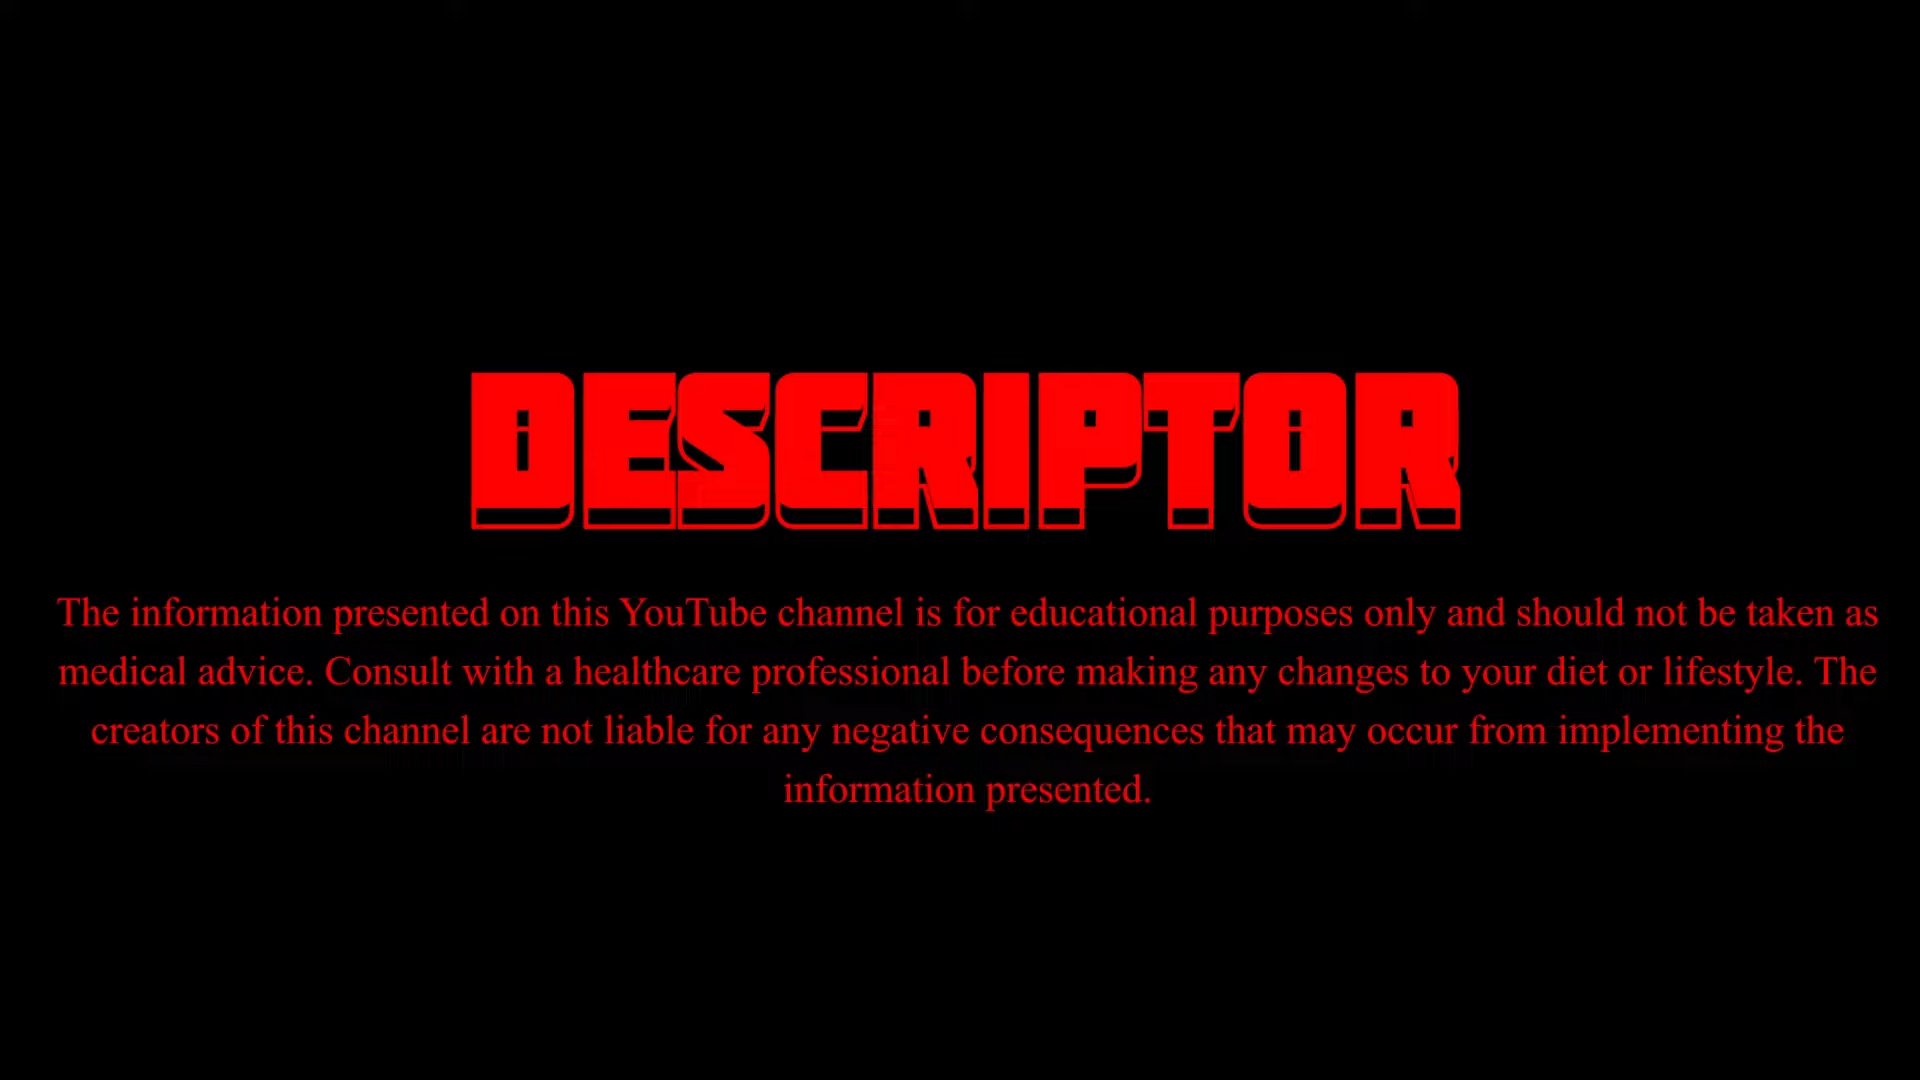 DESCRIPTOR
The information presented on this YouTube channel is for educational purposes only and should not be taken as
medical advice. Consult with a healthcare professional before making any changes to your diet or lifestyle. The
creators of this channel are not liable for any negative consequences that may occur from implementing the
information presented.